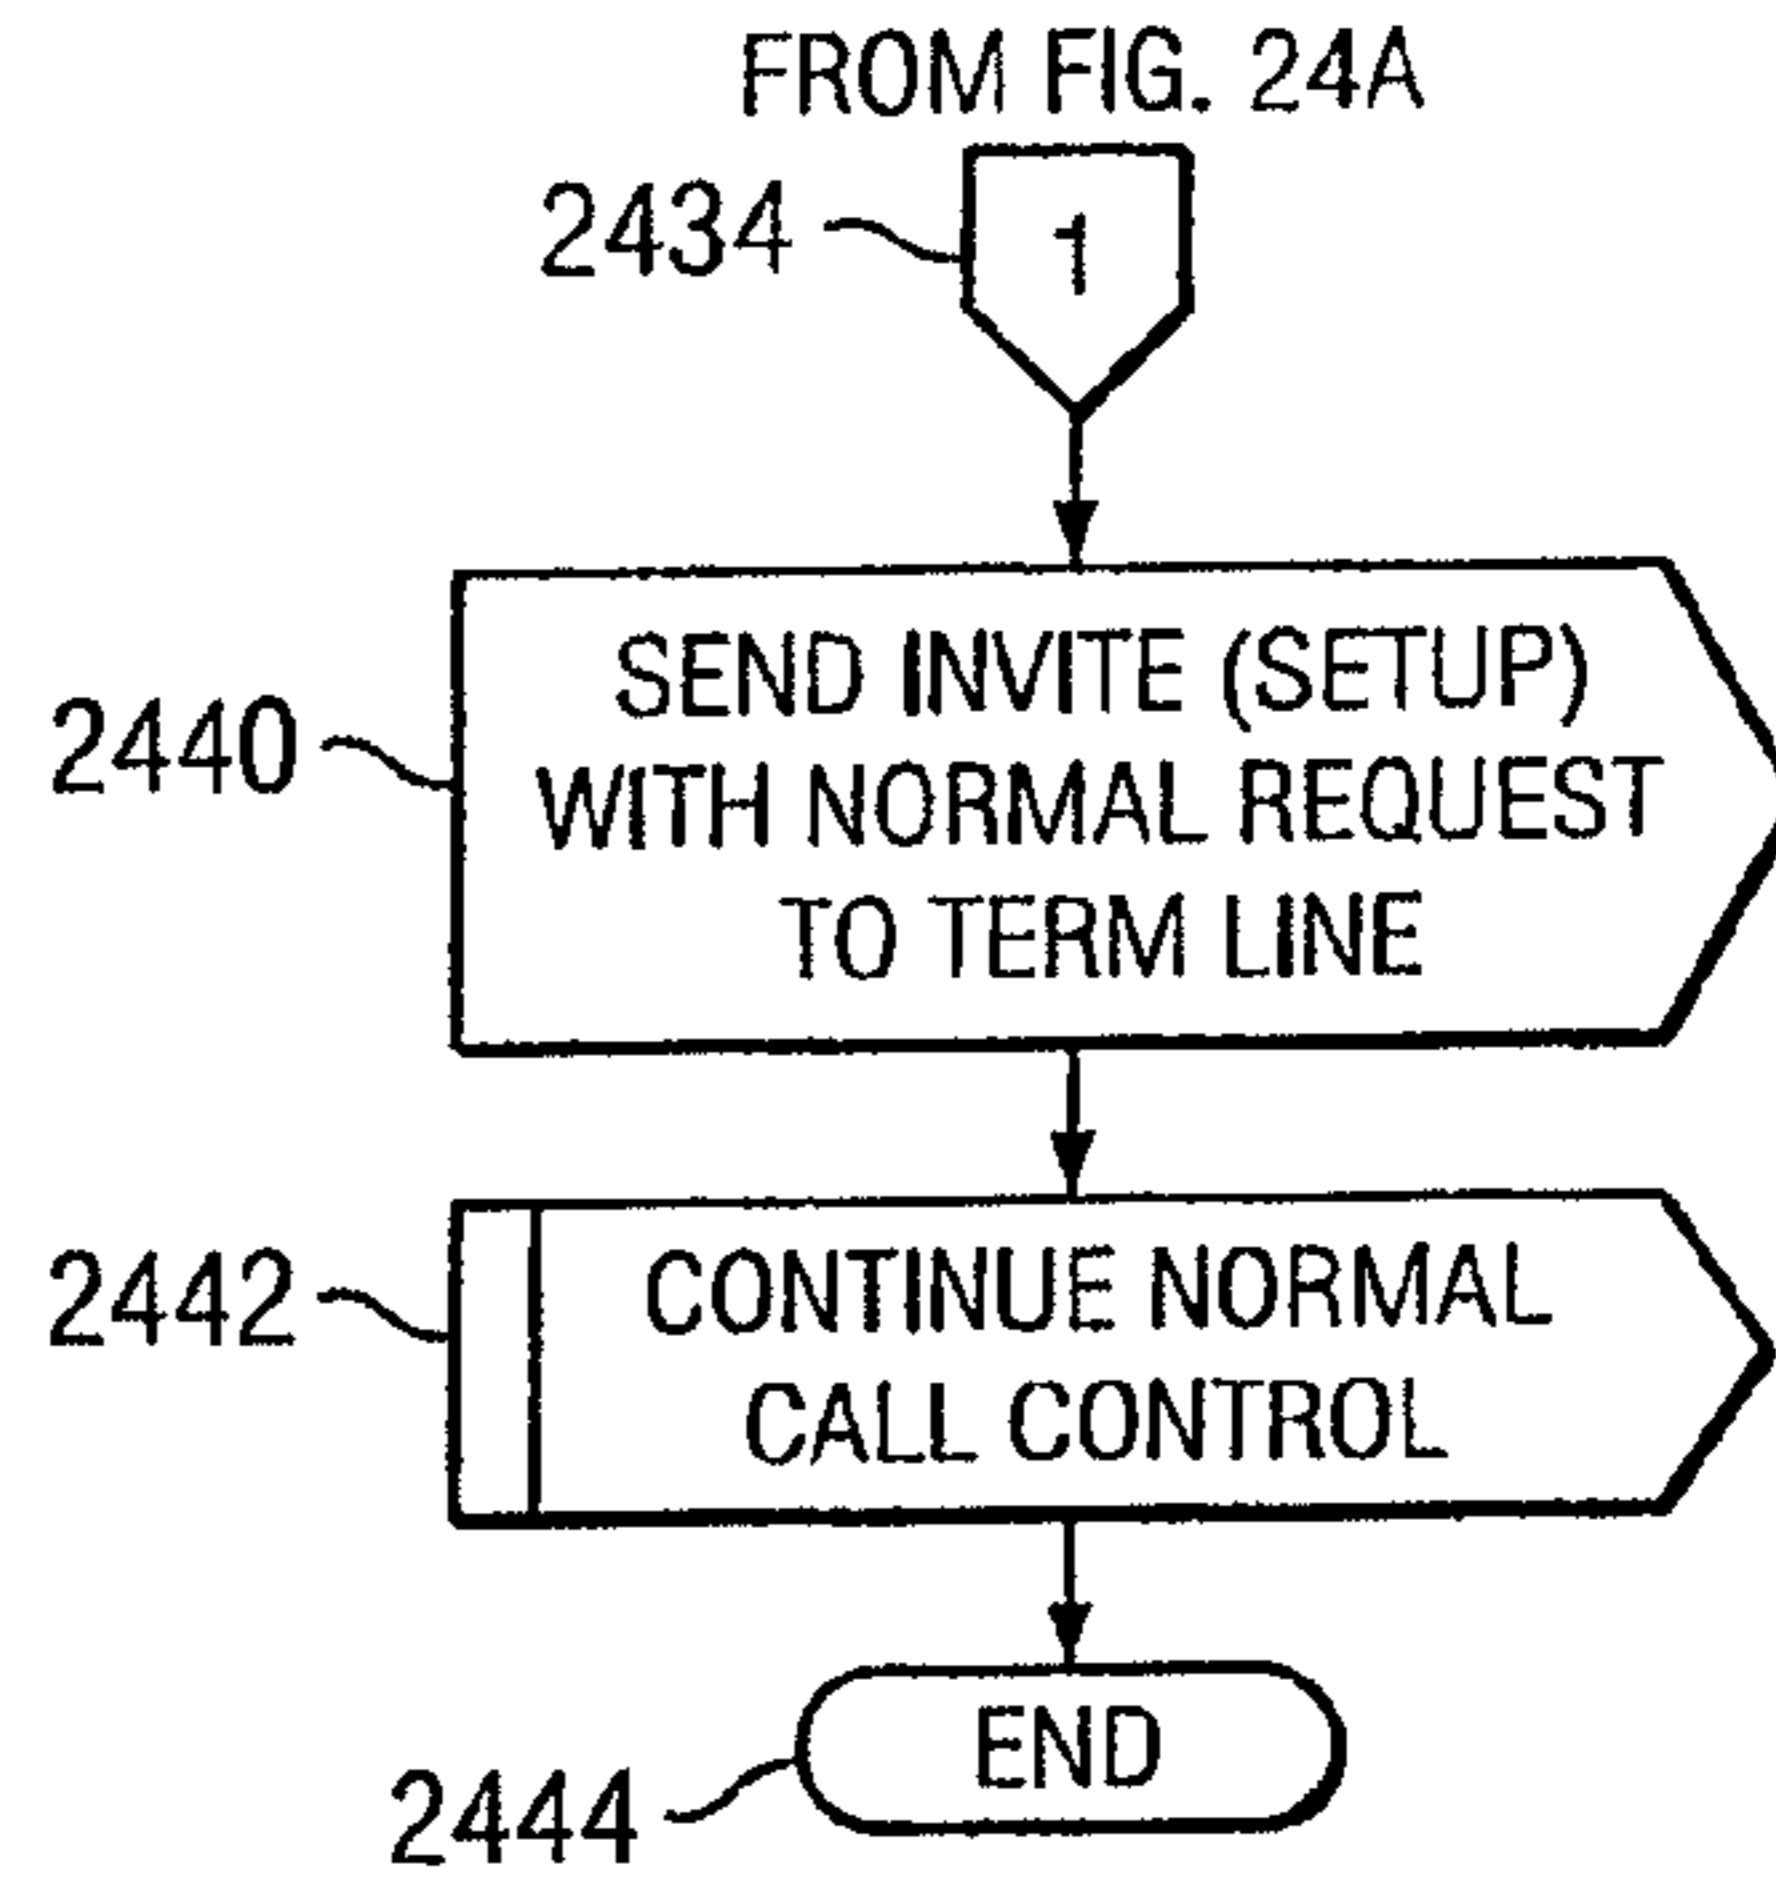 FROM FIG. 24A
2434
1
SEND INVITE (SETUP)
2440
WITH NORMAL REQUEST
TO TERM LINE
2442
CONTINUE NORMAL
CALL CONTROL
END
2444